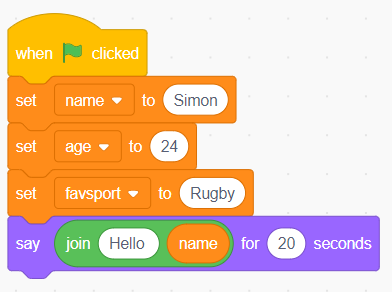 when clicked
set name to Simon
set age to 24
set favsport to Rugby
say join Hello name for 20 seconds